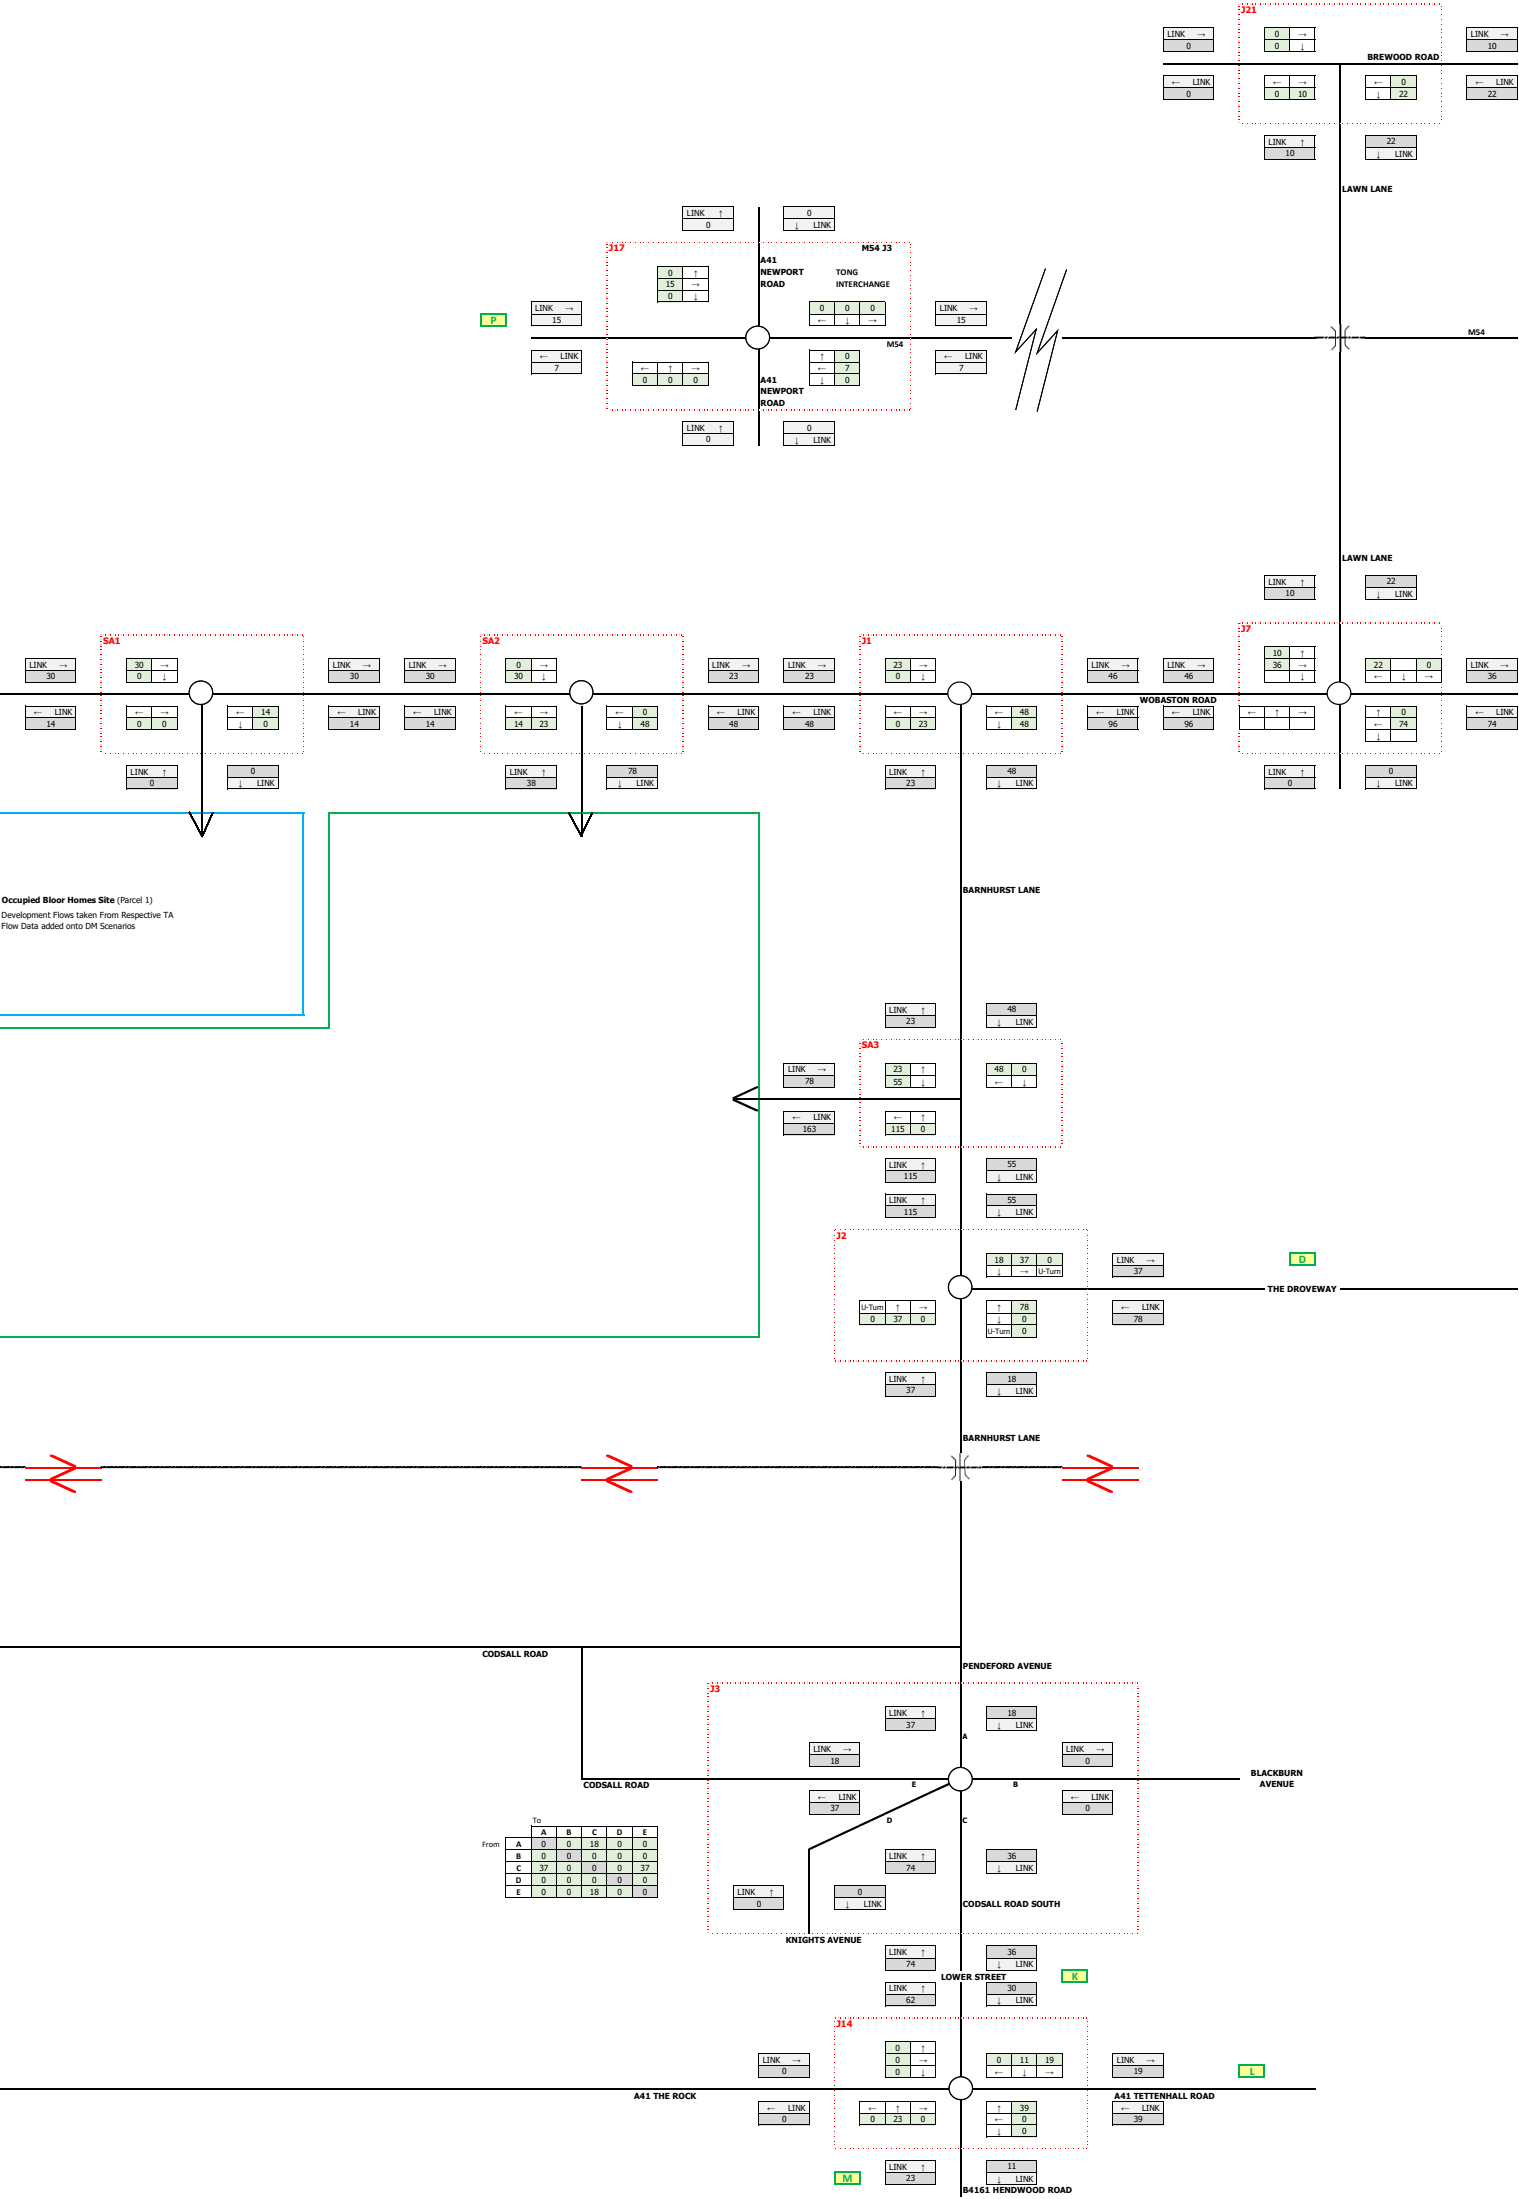 J21
LINK →
0
0 →
0 ↓
LINK →
10
BREWOOD ROAD
← LINK
0
← →
0 10
← 0
↓ 22
← LINK
22
LINK ↑
10
22
↓ LINK
LAWN LANE
LINK ↑
0
0
↓ LINK
J17
M54 J3
A41
NEWPORT
ROAD
TONG
INTERCHANGE
0 ↑
15 →
0 ↓
P
LINK →
15
0 0 0
← ↓ →
LINK →
15
M54
M54
← LINK
7
← ↑ →
0 0 0
↑ 0
← 7
↓ 0
← LINK
7
A41
NEWPORT
ROAD
LINK ↑
0
0
↓ LINK
LAWN LANE
LINK ↑
10
22
↓ LINK
SA1
LINK →
30
30 →
0 ↓
LINK →
30
← LINK
14
← →
0 0
← 14
↓ 0
← LINK
14
LINK ↑
0
0
↓ LINK
SA2
LINK →
30
0 →
30 ↓
LINK →
23
← LINK
14
← →
14 23
← 0
↓ 48
← LINK
48
LINK ↑
38
78
↓ LINK
J1
LINK →
23
23 →
0 ↓
LINK →
46
← LINK
48
← →
0 23
← 48
↓ 48
← LINK
96
LINK ↑
23
48
↓ LINK
WOBASTON ROAD
J7
LINK →
46
10 ↑
36 →
↓
22 0
← ↓ →
LINK →
36
← LINK
96
← ↑ →
↑ 0
← 74
↓
← LINK
74
LINK ↑
0
0
↓ LINK
BARNHURST LANE
Occupied Bloor Homes Site (Parcel 1)
Development Flows taken From Respective TA
Flow Data added onto DM Scenarios
LINK ↑
23
48
↓ LINK
SA3
LINK →
78
23 ↑
55 ↓
48 0
← ↓
← LINK
163
← ↑
115 0
LINK ↑
115
55
↓ LINK
LINK ↑
115
55
↓ LINK
J2
18 37 0
↓ → U-Turn
LINK →
37
D
THE DROVEWAY
U-Turn ↑ →
0 37 0
↑ 78
↓ 0
U-Turn 0
← LINK
78
LINK ↑
37
18
↓ LINK
BARNHURST LANE
CODSALL ROAD
PENDEFORD AVENUE
J3
LINK ↑
37
18
↓ LINK
A
LINK →
18
LINK →
0
CODSALL ROAD
E
B
BLACKBURN
AVENUE
← LINK
37
← LINK
0
D
C
To
A B C D E
From A 0 0 18 0 0
B 0 0 0 0 0
C 37 0 0 0 37
D 0 0 0 0 0
E 0 0 18 0 0
LINK ↑
74
36
↓ LINK
LINK ↑
0
0
↓ LINK
CODSALL ROAD SOUTH
KNIGHTS AVENUE
LINK ↑
74
36
↓ LINK
LOWER STREET
K
LINK ↑
62
30
↓ LINK
J14
LINK →
0
0 ↑
0 →
0 ↓
0 11 19
← ↓ →
LINK →
19
L
A41 THE ROCK
A41 TETTENHALL ROAD
← LINK
0
← ↑ →
0 23 0
↑ 39
← 0
↓ 0
← LINK
39
M
LINK ↑
23
11
↓ LINK
B4161 HENDWOOD ROAD